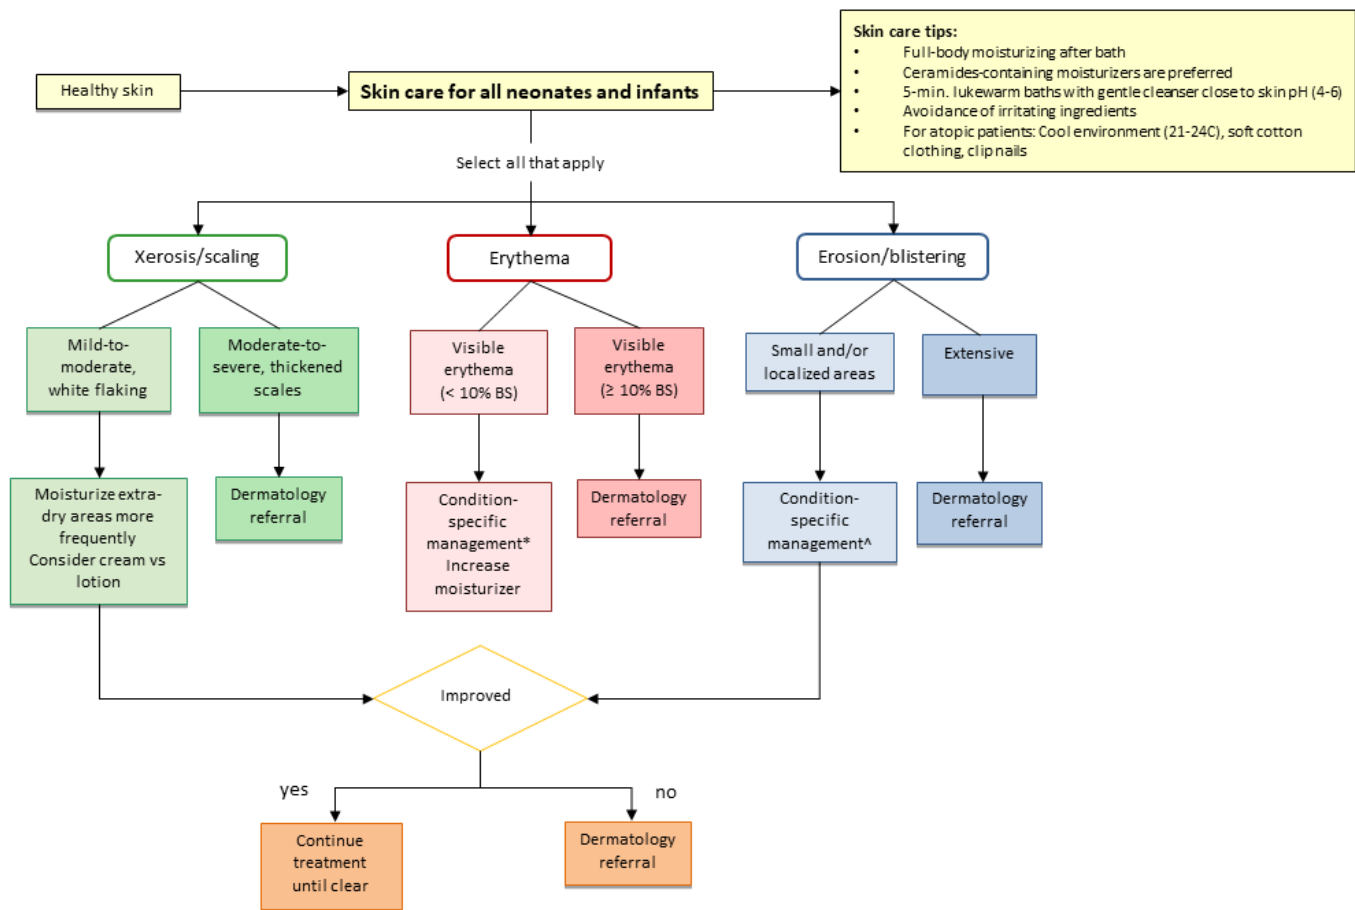 Skin care tips:
• Full-body moisturizing after bath
• Ceramides-containing moisturizers are preferred
• 5-min. lukewarm baths with gentle cleanser close to skin pH (4-6)
• Avoidance of irritating ingredients
• For atopic patients: Cool environment (21-24C), soft cotton
clothing, clip nails
Healthy skin
Skin care for all neonates and infants
Select all that apply
Xerosis/scaling
Erythema
Erosion/blistering
Mild-to-
moderate,
white flaking
Moderate-to-
severe, thickened
scales
Visible
erythema
(< 10% BS)
Visible
erythema
(≥ 10% BS)
Small and/or
localized areas
Extensive
Moisturize extra-
dry areas more
frequently
Consider cream vs
lotion
Dermatology
referral
Condition-
specific
management*
Increase
moisturizer
Dermatology
referral
Condition-
specific
management^
Dermatology
referral
Improved
yes
no
Continue
treatment
until clear
Dermatology
referral